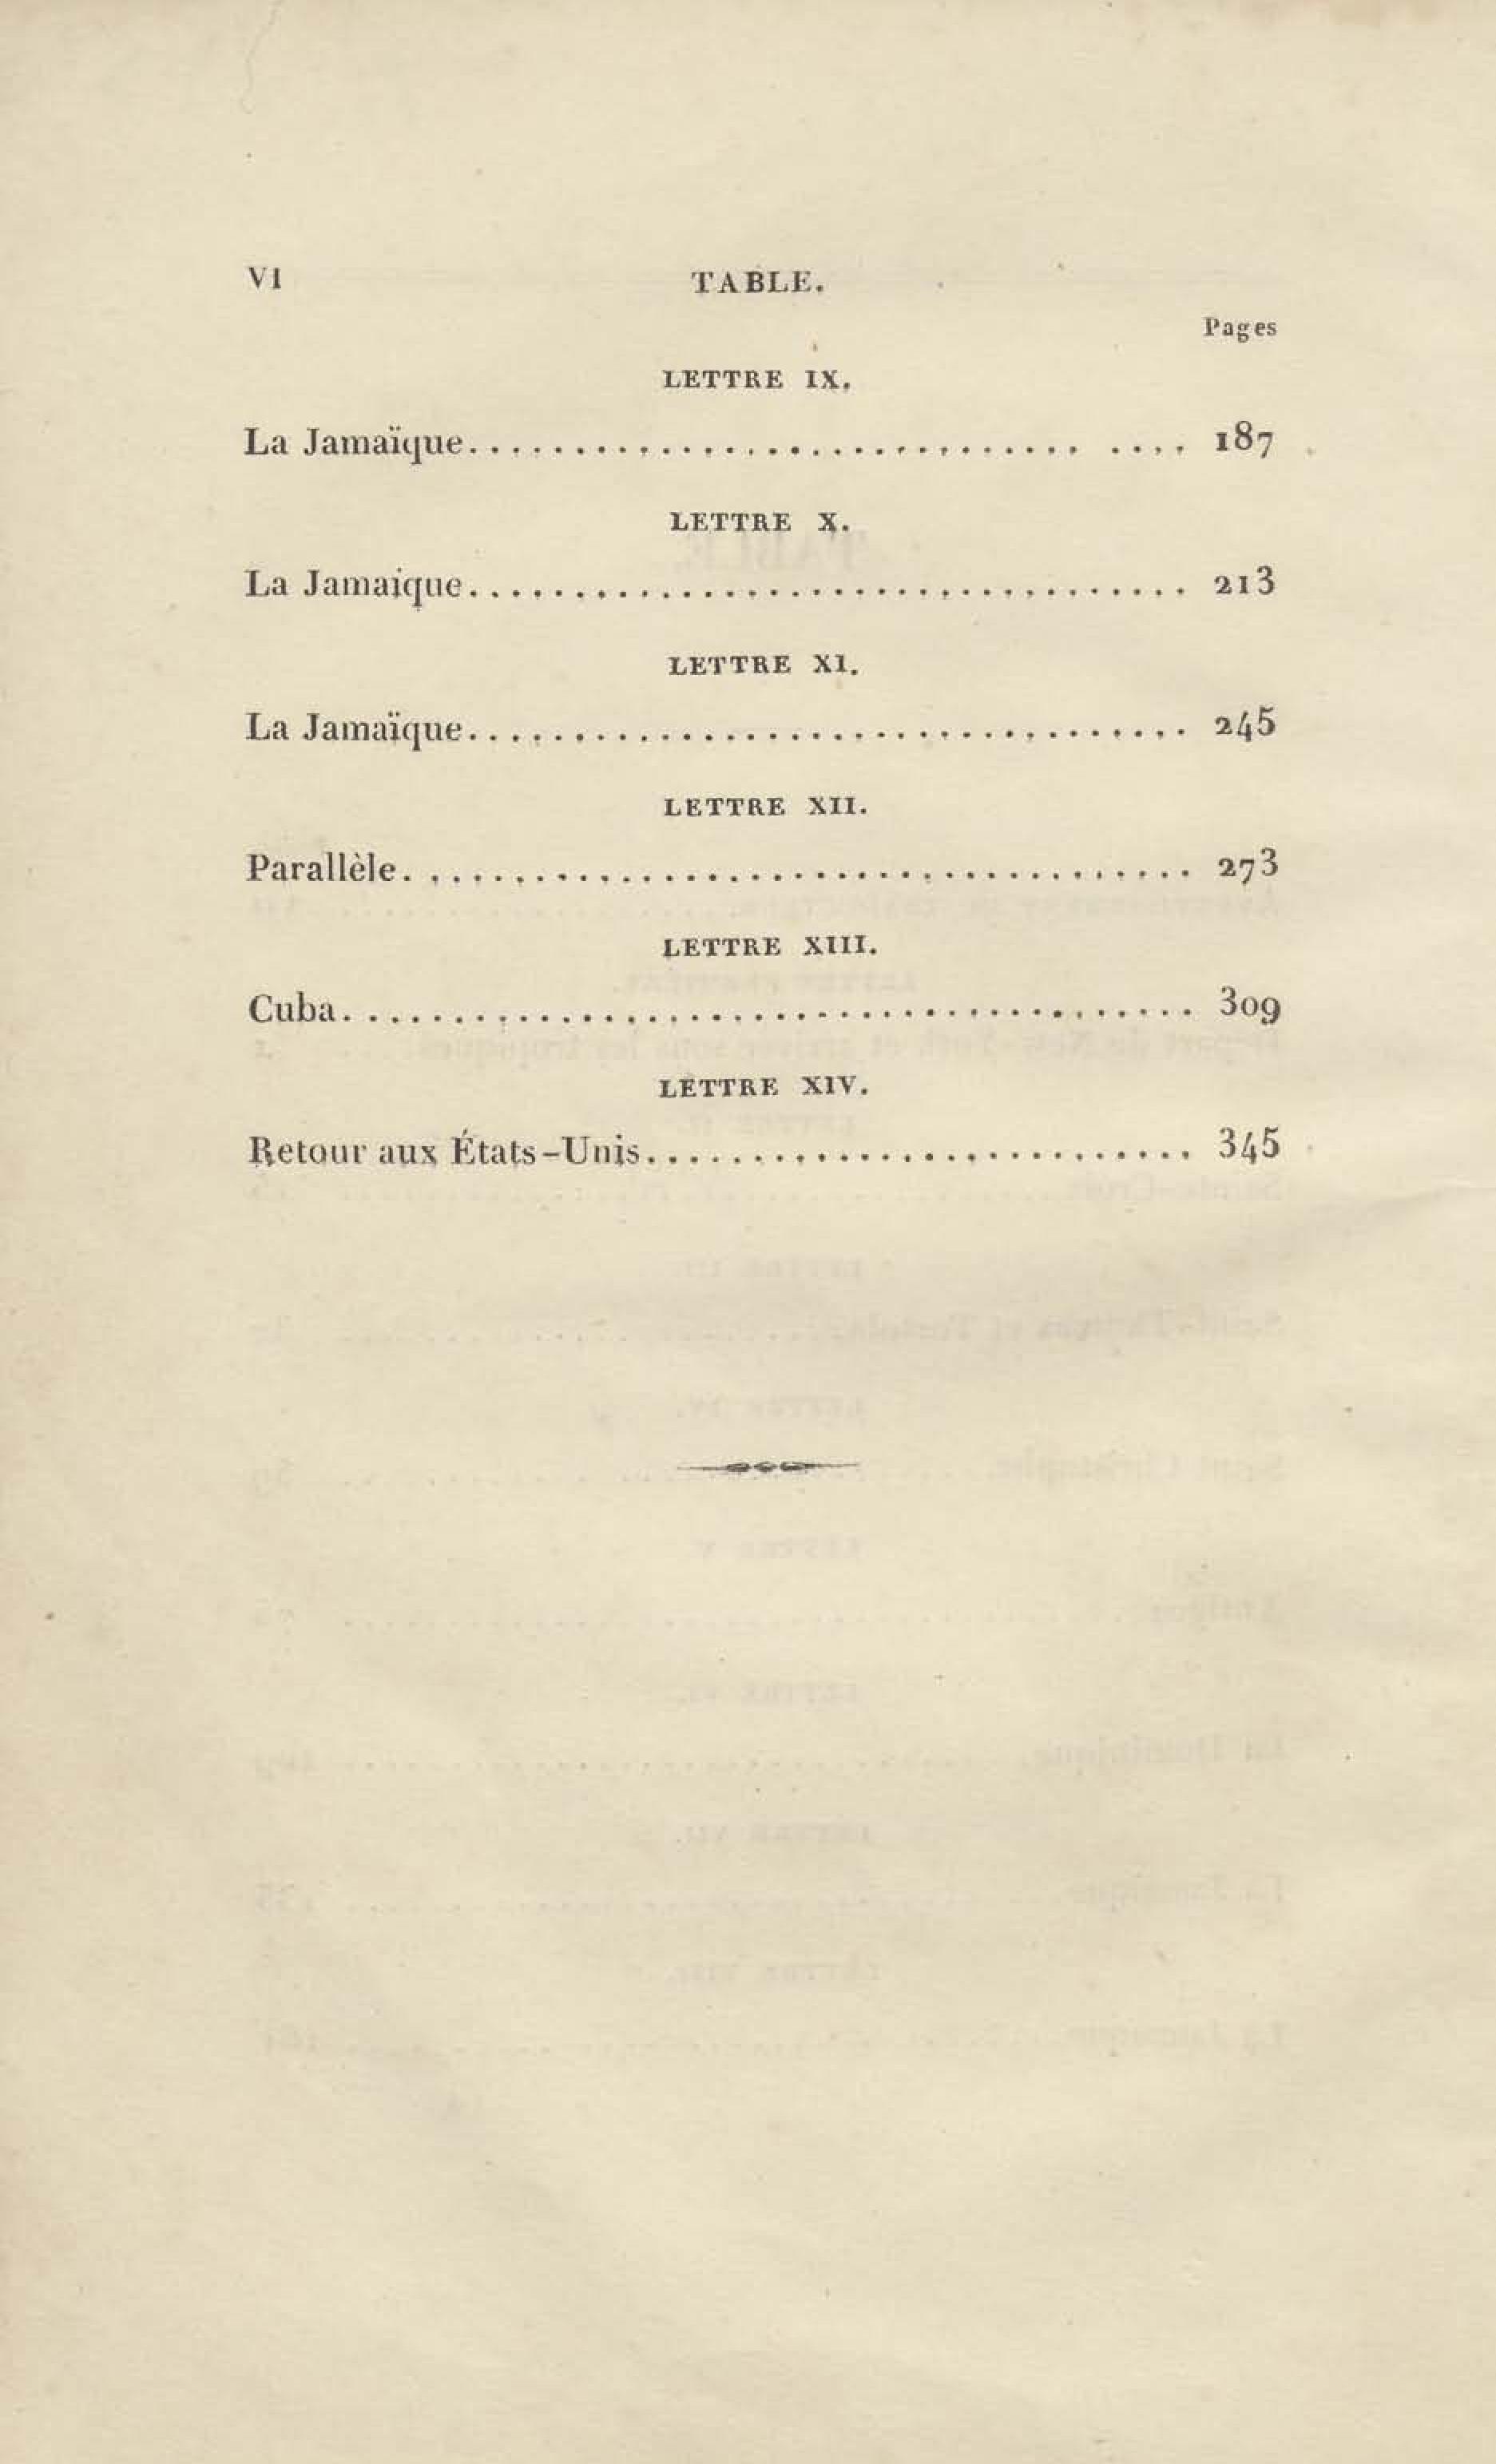 VI TABLE.
Pages
LETTRE IX.
La Jamaïque.................................. 187
LETTRE X.
La Jamaique.................................. 213
LETTRE XI.
La Jamaïque.................................. 245
LETTRE XII.
Parallèle..................................... 273
LETTRE XIII.
Cuba........................................ 309
LETTRE XIV.
Retour aux États-Unis.......................... 345